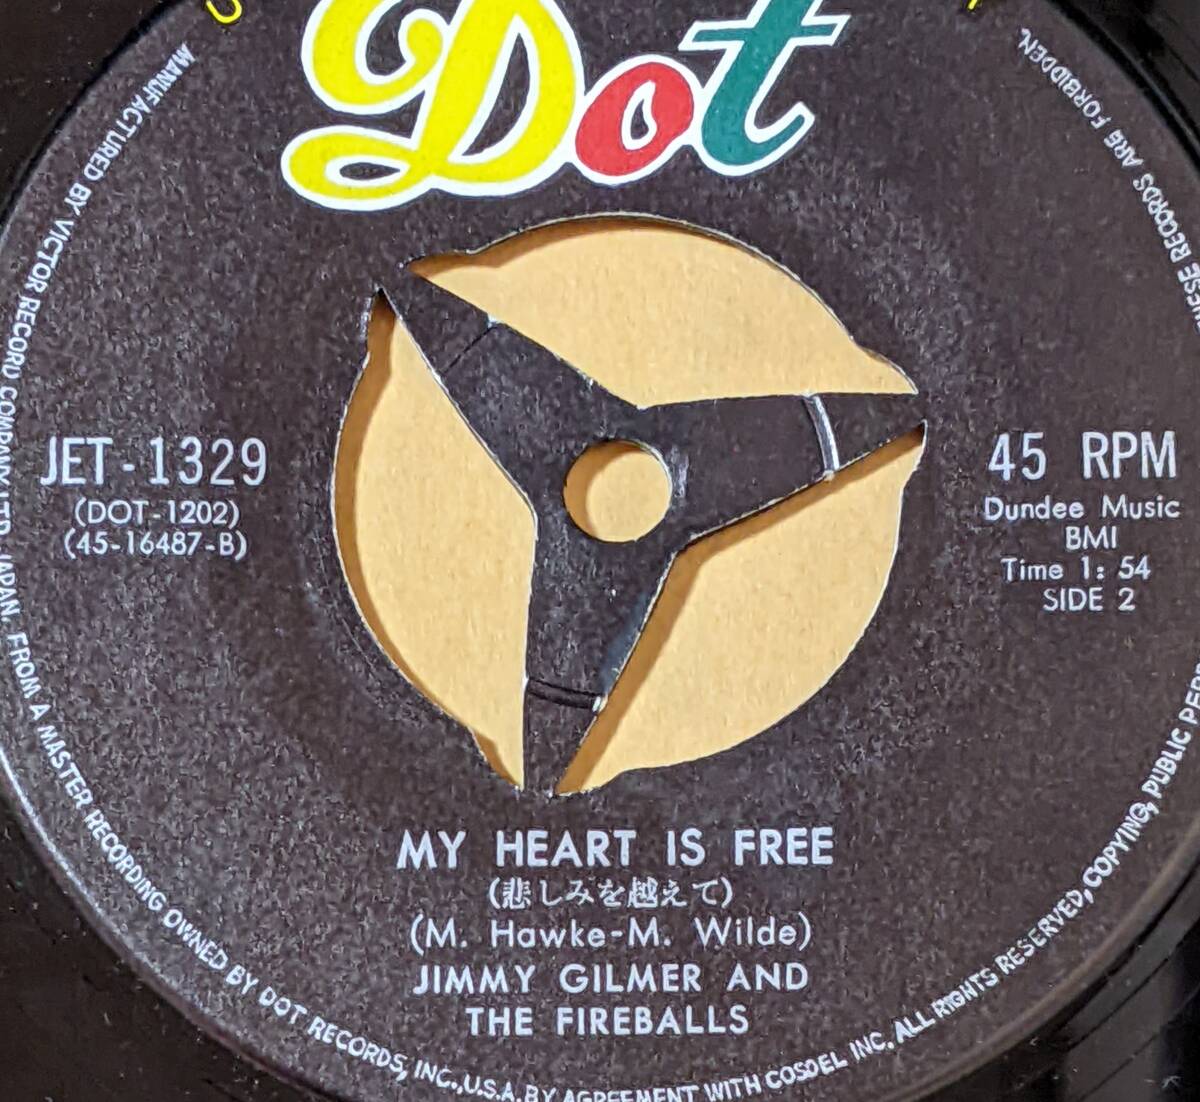 Dot
JET-1329
(DOT-1202)
(45-16487-B)
45 RPM
Dundee Music
BMI
Time 1:54
SIDE 2
MY HEART IS FREE
(悲しみを越えて)
(M. Hawke-M. Wilde)
JIMMY GILMER AND
THE FIREBALLS
MANUFACTURED BY VICTOR RECORD COMPANY LTD. JAPAN. FROM A MASTER RECORDING OWNED BY DOT RECORDS, INC.,U.S.A. BY AGREEMENT WITH COSDEL INC. ALL RIGHTS RESERVED, COPYING, PUBLIC
RECORDS ARE FORBIDDEN.